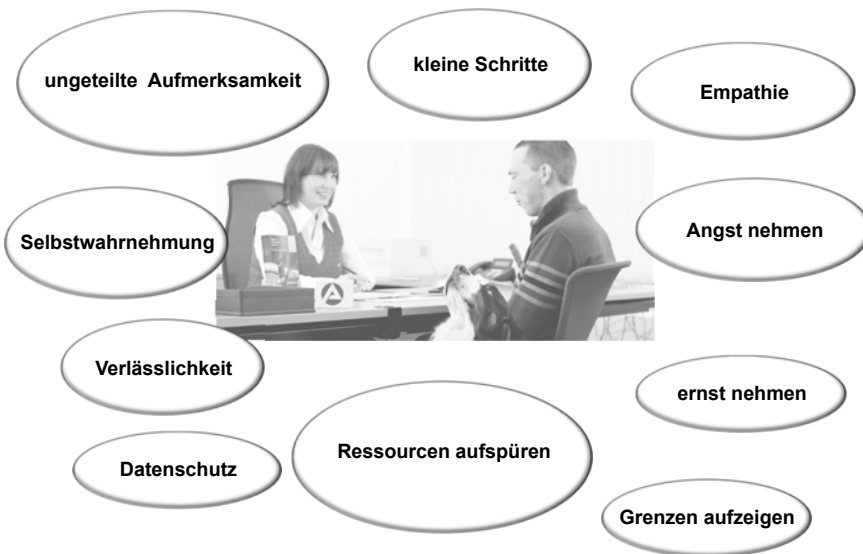 ungeteilte Aufmerksamkeit
kleine Schritte
Empathie
Selbstwahrnehmung
Angst nehmen
Verlässlichkeit
ernst nehmen
Ressourcen aufspüren
Datenschutz
Grenzen aufzeigen